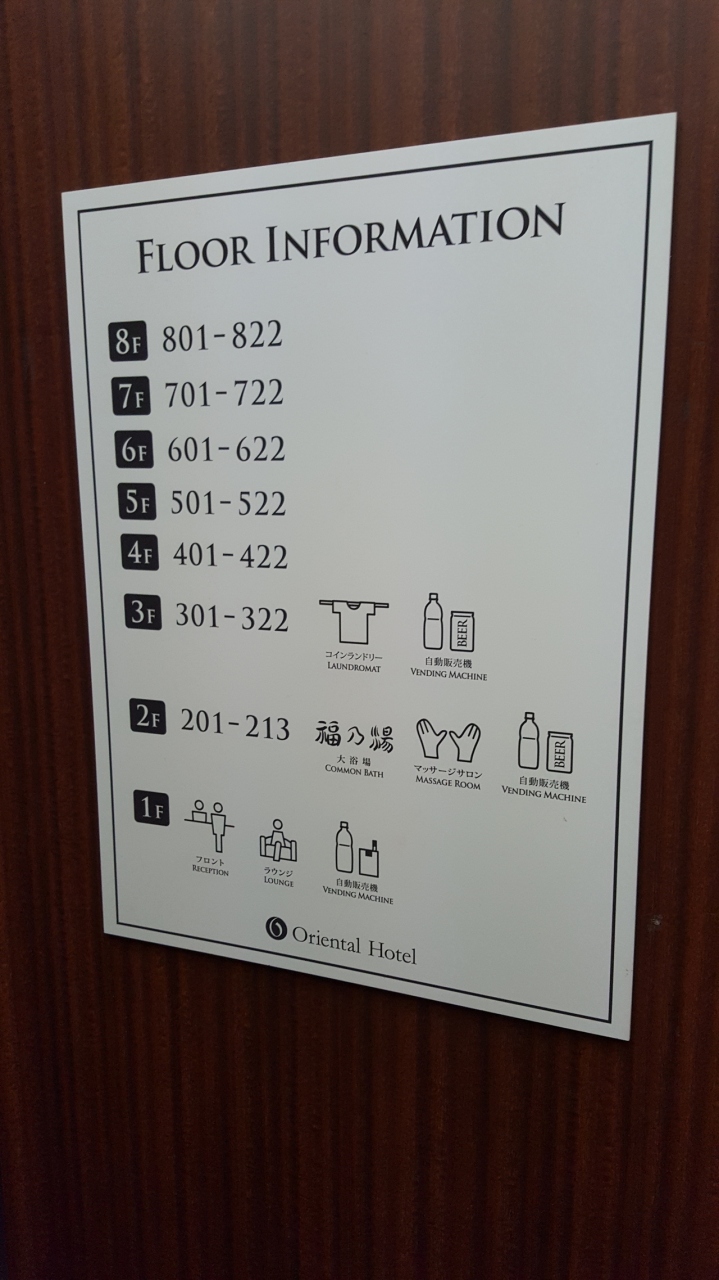 FLOOR INFORMATION
8F 801-822
7F 701-722
6F 601-622
5F 501-522
4F 401-422
3F 301-322
BEER
コインランドリー
LAUNDROMAT
自動販売機
VENDING MACHINE
2F 201-213
福乃湯
大浴場
COMMON BATH
マッサージサロン
MASSAGE ROOM
BEER
自動販売機
VENDING MACHINE
1F
フロント
RECEPTION
ラウンジ
LOUNGE
自動販売機
VENDING MACHINE
Oriental Hotel